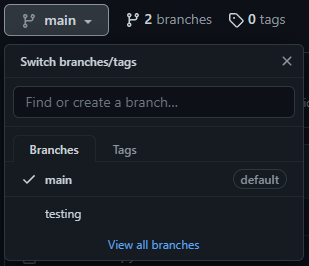 main 2 branches 0 tags
Switch branches/tags
Find or create a branch...
Branches Tags
main default
testing
View all branches